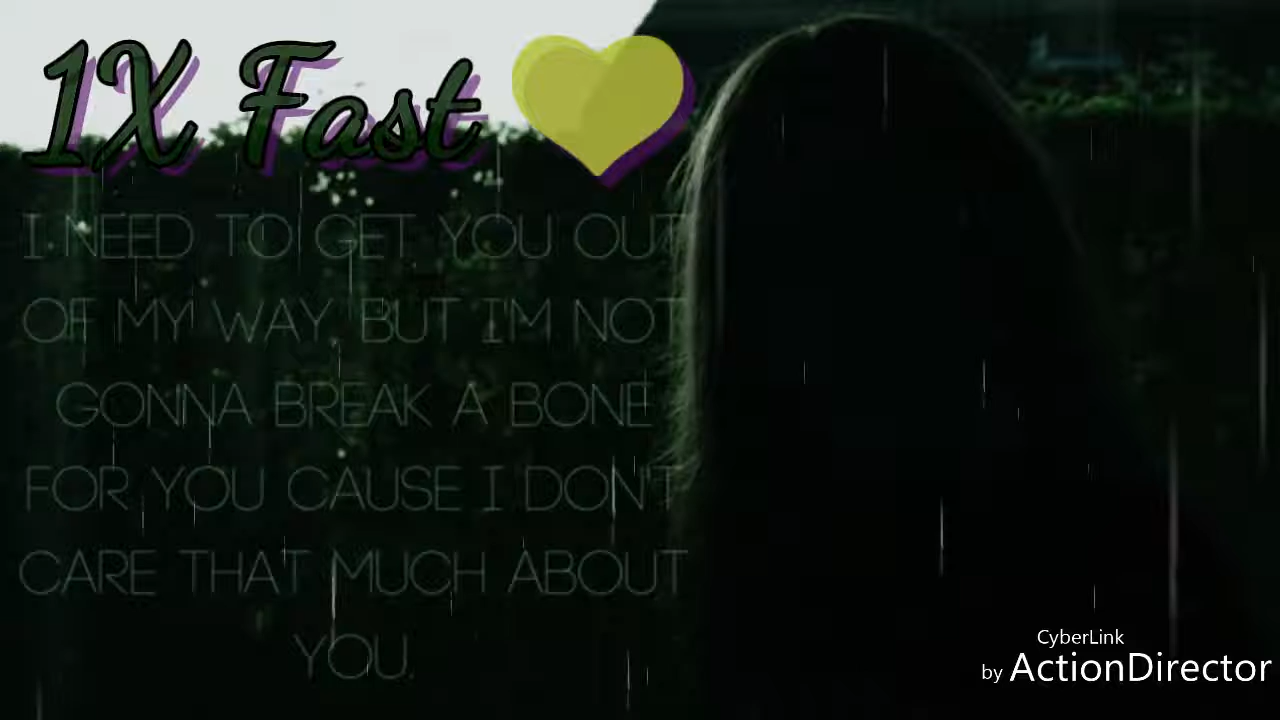 1X Fast
I NEED TO GET YOU OUT
OF MY WAY, BUT I'M NOT
GONNA BREAK A BONE
FOR YOU CAUSE I DON'T
CARE THAT MUCH ABOUT
YOU.
CyberLink
by ActionDirector